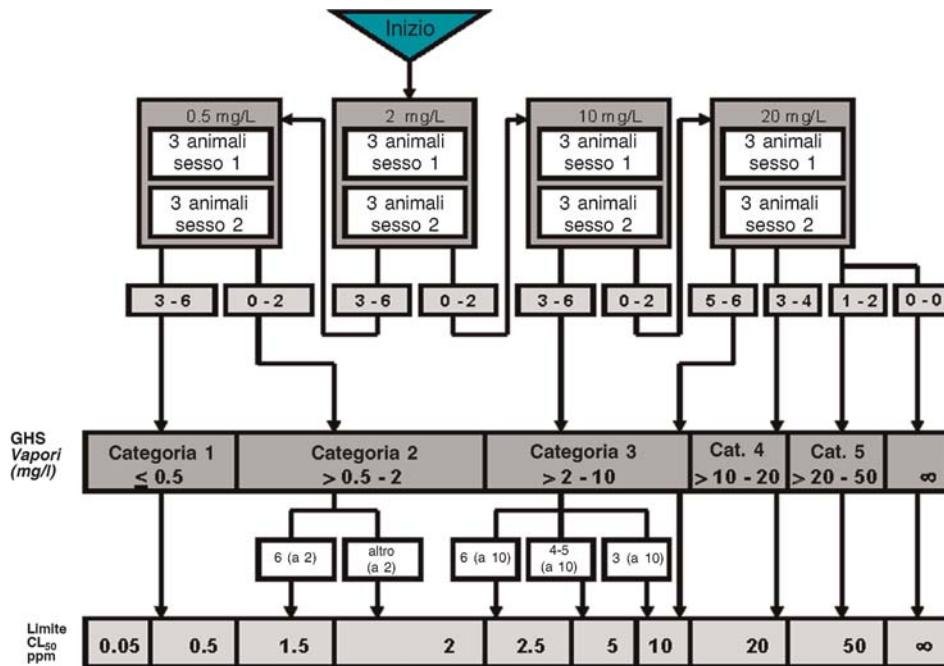 Inizio
0.5 mg/L
3 animali
sesso 1
3 animali
sesso 2
2 mg/L
3 animali
sesso 1
3 animali
sesso 2
10 mg/L
3 animali
sesso 1
3 animali
sesso 2
20 mg/L
3 animali
sesso 1
3 animali
sesso 2
3 - 6
0 - 2
3 - 6
0 - 2
3 - 6
0 - 2
5 - 6
3 - 4
1 - 2
0 - 0
GHS
Vapori
(mg/l)
Categoria 1
≤ 0.5
Categoria 2
> 0.5 - 2
Categoria 3
> 2 - 10
Cat. 4
> 10 - 20
Cat. 5
> 20 - 50
∞
6 (a 2)
altro
(a 2)
6 (a 10)
4-5
(a 10)
3 (a 10)
Limite
CL50
ppm
0.05
0.5
1.5
2
2.5
5
10
20
50
∞